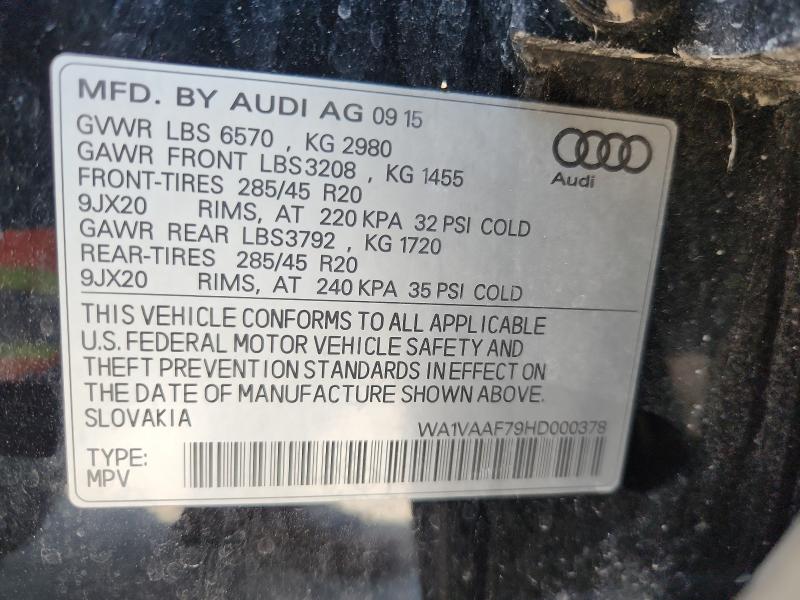 MFD. BY AUDI AG 09 15
GVWR LBS 6570 , KG 2980
GAWR FRONT LBS3208 , KG 1455
FRONT-TIRES 285/45 R20
9JX20 RIMS, AT 220 KPA 32 PSI COLD
GAWR REAR LBS3792 , KG 1720
REAR-TIRES 285/45 R20
9JX20 RIMS, AT 240 KPA 35 PSI COLD
Audi
THIS VEHICLE CONFORMS TO ALL APPLICABLE
U.S. FEDERAL MOTOR VEHICLE SAFETY AND
THEFT PREVENTION STANDARDS IN EFFECT ON
THE DATE OF MANUFACTURE SHOWN ABOVE.
SLOVAKIA
WA1VAAF79HD000378
TYPE:
MPV